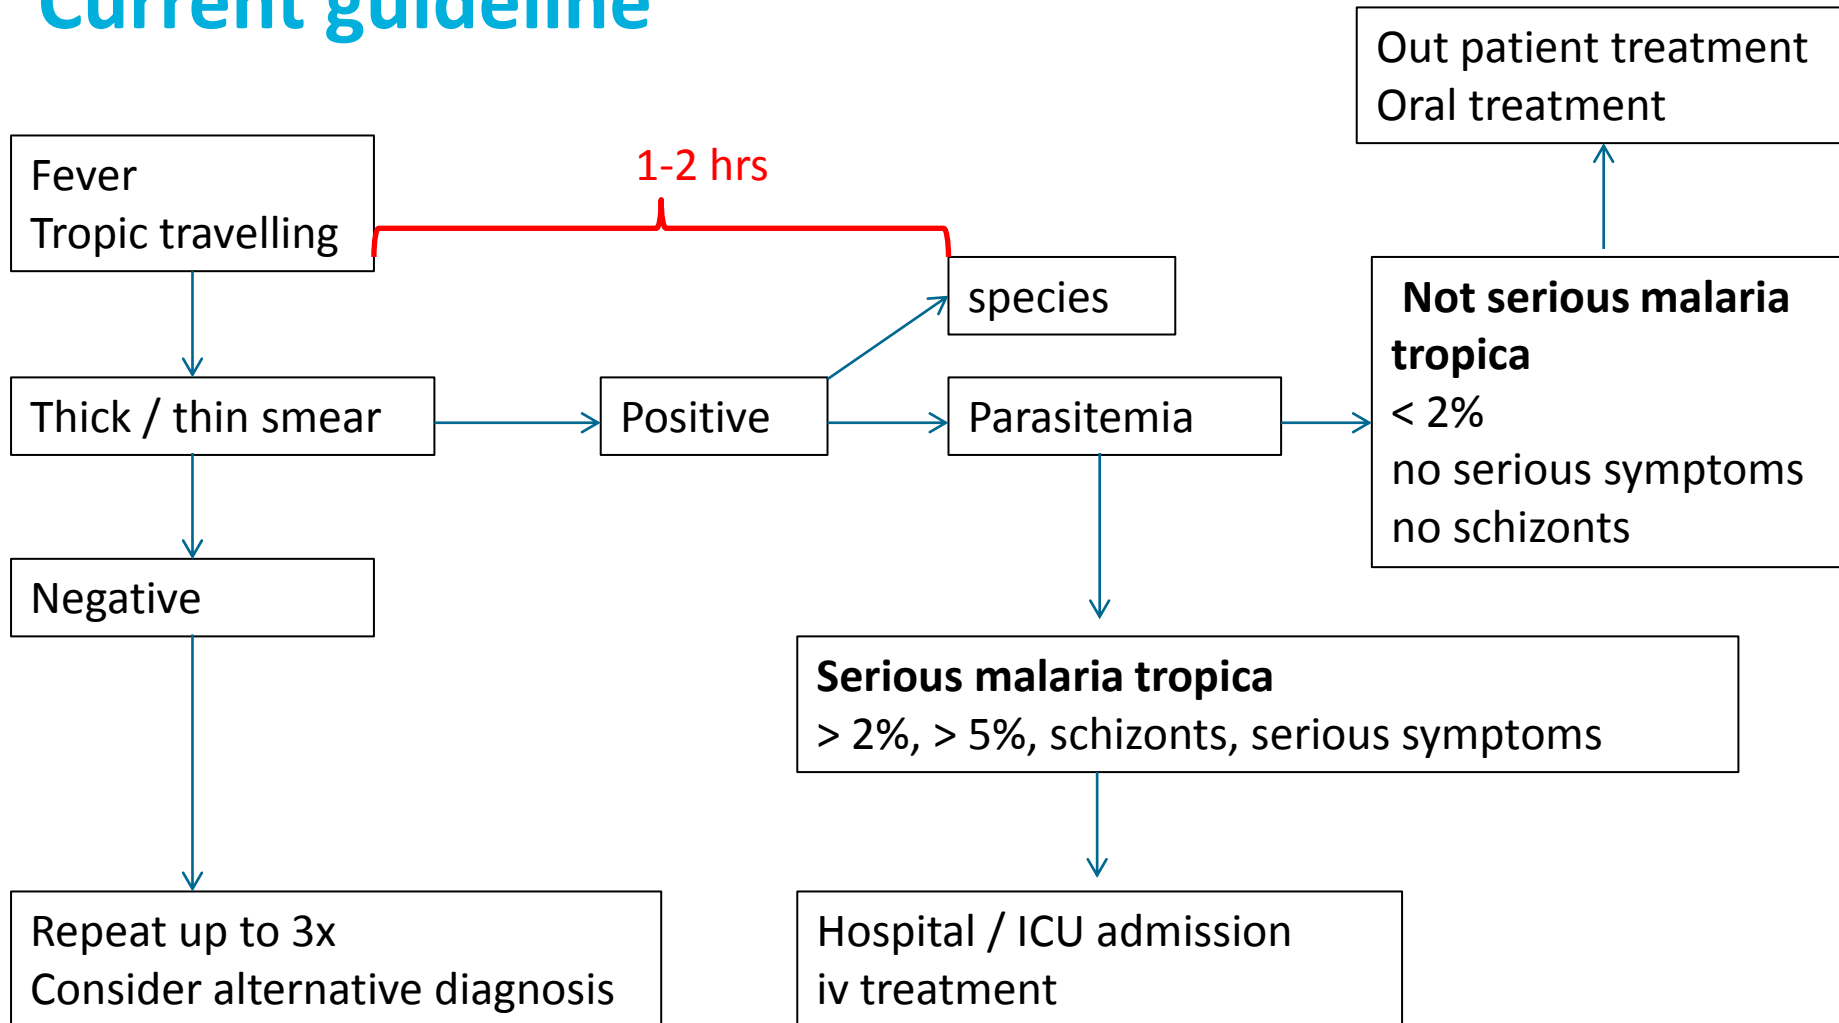 Current guideline
Out patient treatment
Oral treatment
Fever
Tropic travelling
1-2 hrs
species
Thick / thin smear
Positive
Parasitemia
Not serious malaria
tropica
< 2%
no serious symptoms
no schizonts
Negative
Serious malaria tropica
> 2%, > 5%, schizonts, serious symptoms
Repeat up to 3x
Consider alternative diagnosis
Hospital / ICU admission
iv treatment